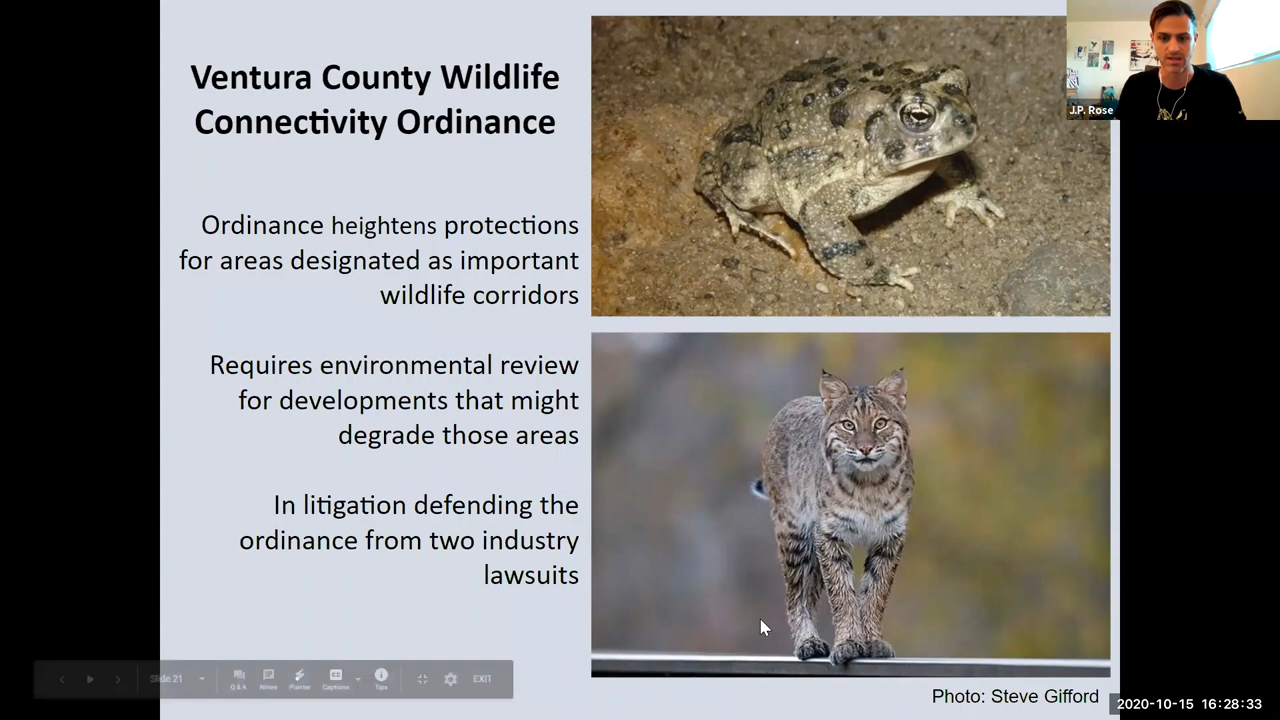 Ventura County Wildlife
Connectivity Ordinance
Ordinance heightens protections
for areas designated as important
wildlife corridors
Requires environmental review
for developments that might
degrade those areas
In litigation defending the
ordinance from two industry
lawsuits
J.P. Rose
Slide 21
Q&A
Notes
Pointer
Captions
Tips
EXIT
Photo: Steve Gifford
2020-10-15 16:28:33